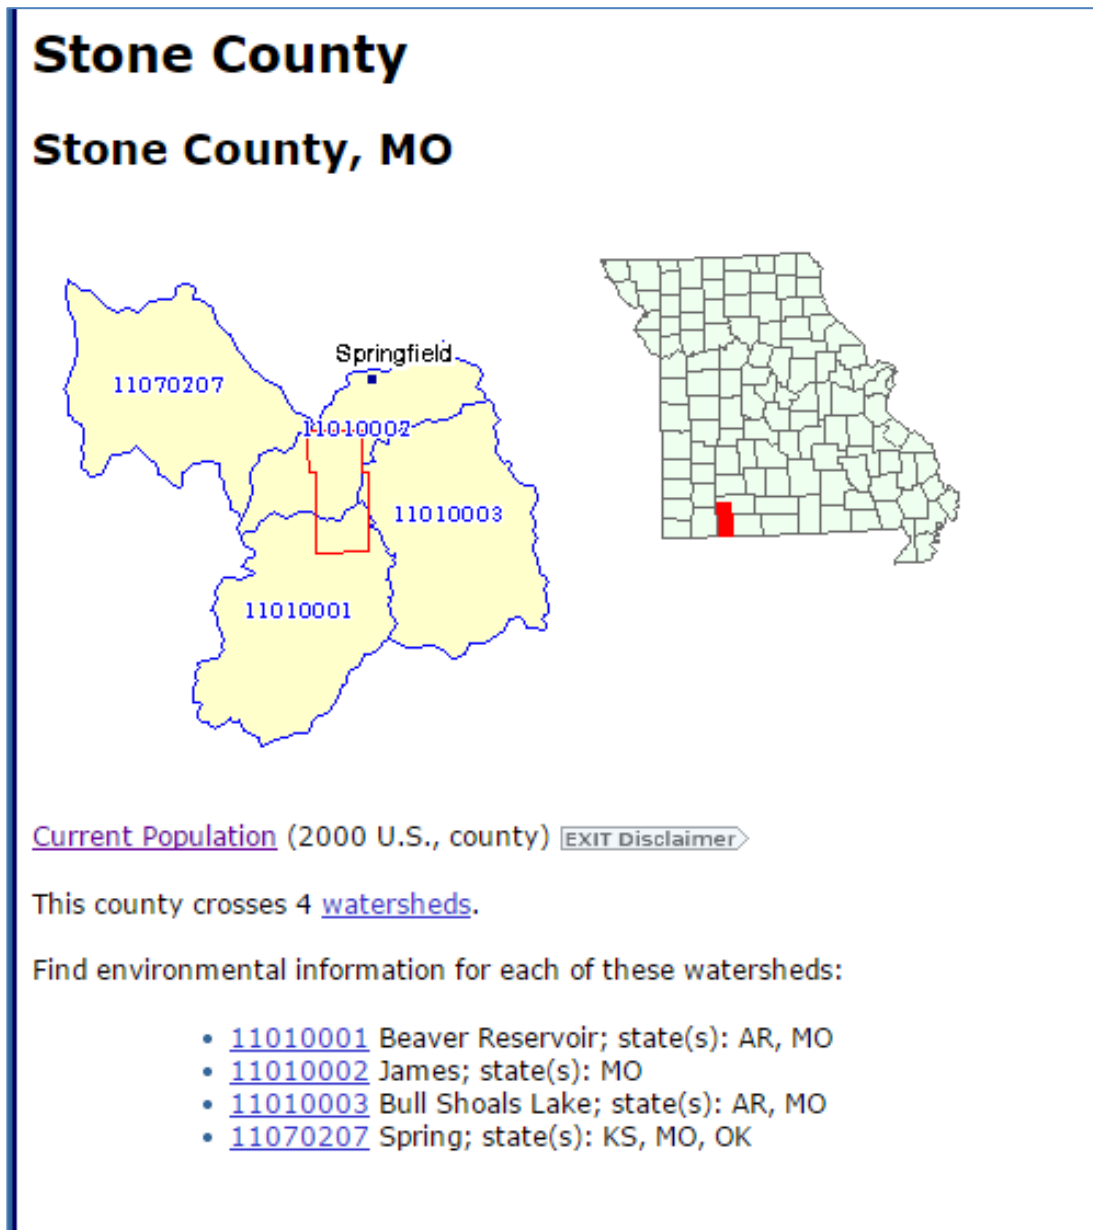 Stone County
Stone County, MO
Springfield
11070207
11010002
11010003
11010001
Current Population (2000 U.S., county) EXIT Disclaimer
This county crosses 4 watersheds.
Find environmental information for each of these watersheds:
• 11010001 Beaver Reservoir; state(s): AR, MO
• 11010002 James; state(s): MO
• 11010003 Bull Shoals Lake; state(s): AR, MO
• 11070207 Spring; state(s): KS, MO, OK